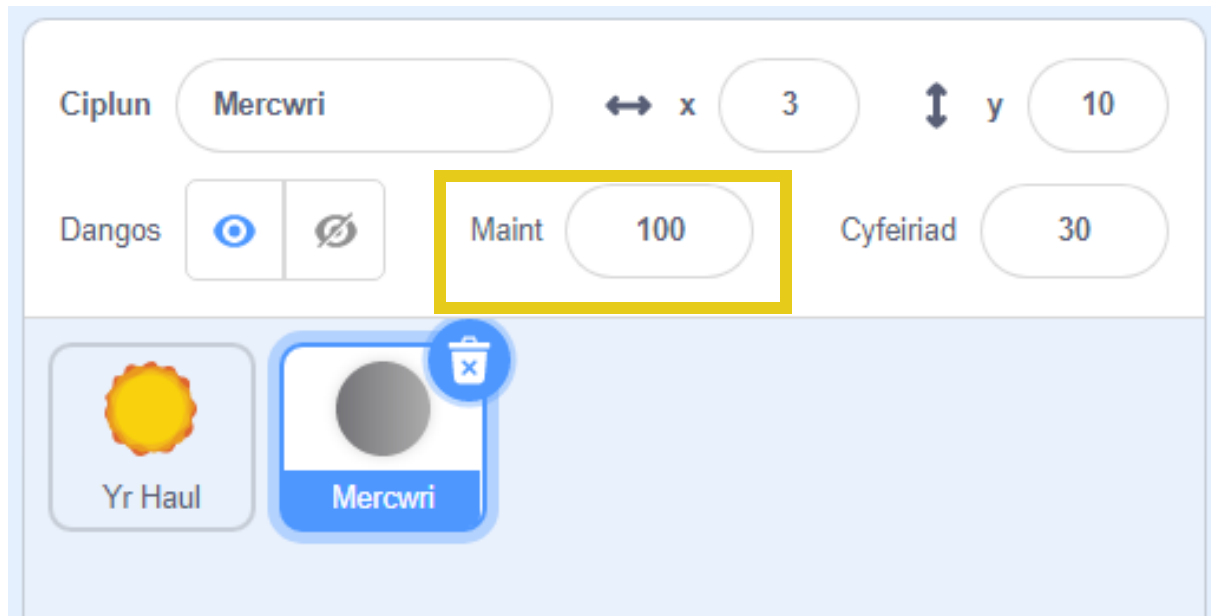 Ciplun Mercwri x 3 y 10
Dangos Maint 100 Cyfeiriad 30
Yr Haul Mercwri